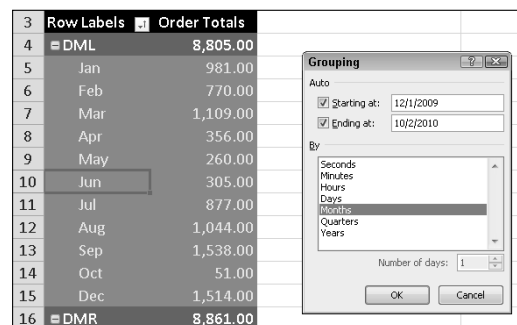 3 Row Labels Order Totals
4 DML 8,805.00
5 Jan 981.00
6 Feb 770.00
7 Mar 1,109.00
8 Apr 356.00
9 May 260.00
10 Jun 305.00
11 Jul 877.00
12 Aug 1,044.00
13 Sep 1,538.00
14 Oct 51.00
15 Dec 1,514.00
16 DMR 8,861.00
Grouping
Auto
Starting at: 12/1/2009
Ending at: 10/2/2010
By
Seconds
Minutes
Hours
Days
Months
Quarters
Years
Number of days: 1
OK Cancel